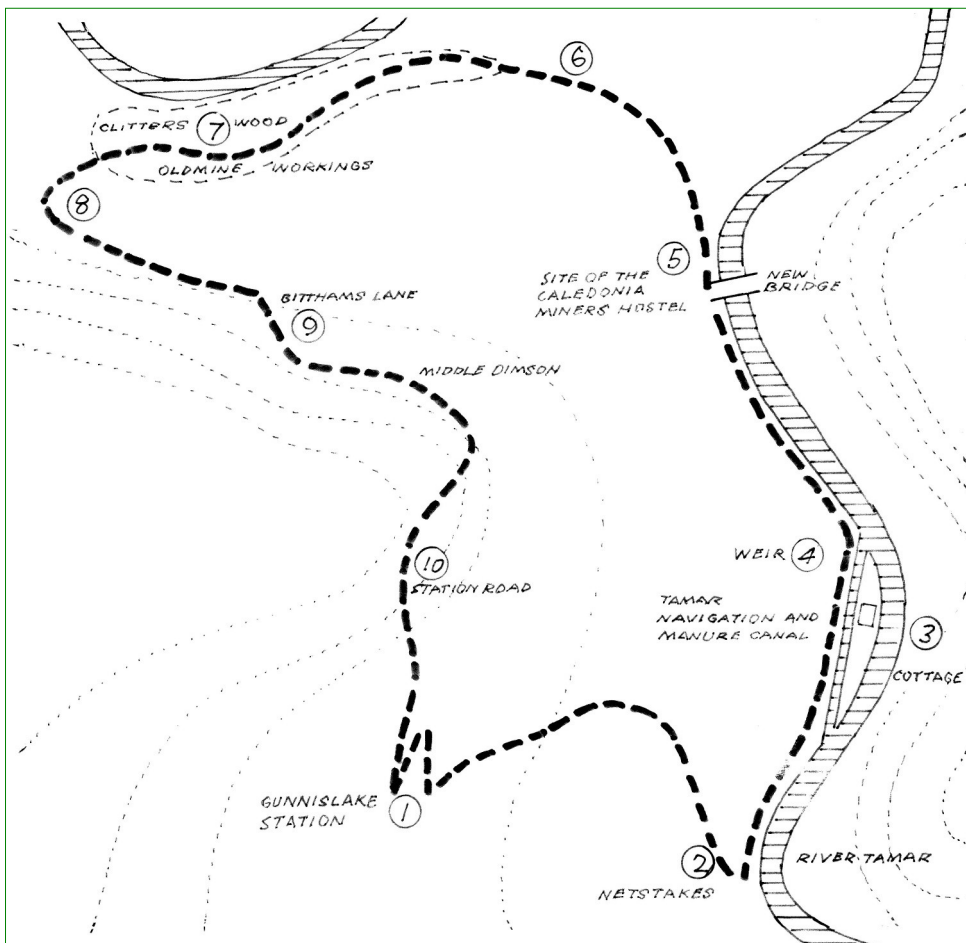 6
CLITTERS 7 WOOD
OLDMINE WORKINGS
8
5
SITE OF THE
CALEDONIA
MINERS HOSTEL
NEW
BRIDGE
BITTHAMS LANE
9
MIDDLE DIMSON
WEIR 4
10
STATION ROAD
TAMAR
NAVIGATION AND
MANURE CANAL
3
COTTAGE
GUNNISLAKE
STATION
1
2
NETSTAKES
RIVER TAMAR